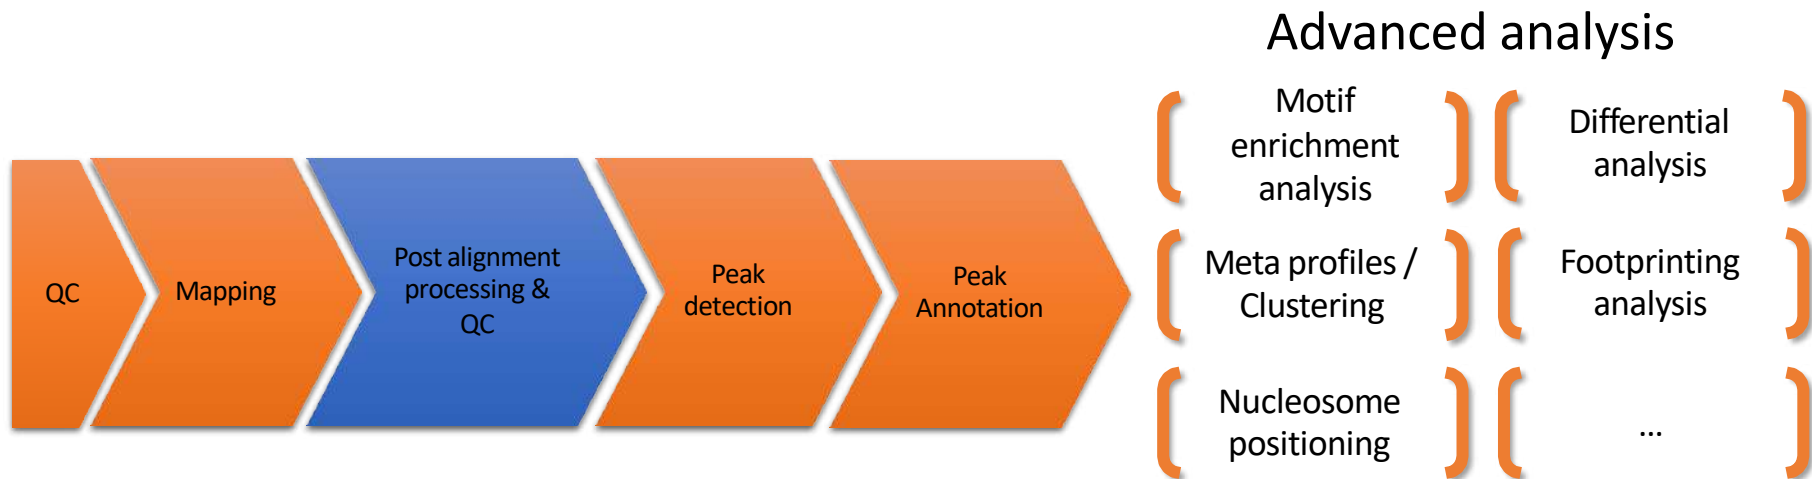 Advanced analysis
QC
Mapping
Post alignment
processing &
QC
Peak
detection
Peak
Annotation
Motif
enrichment
analysis
Differential
analysis
Meta profiles /
Clustering
Footprinting
analysis
Nucleosome
positioning
...